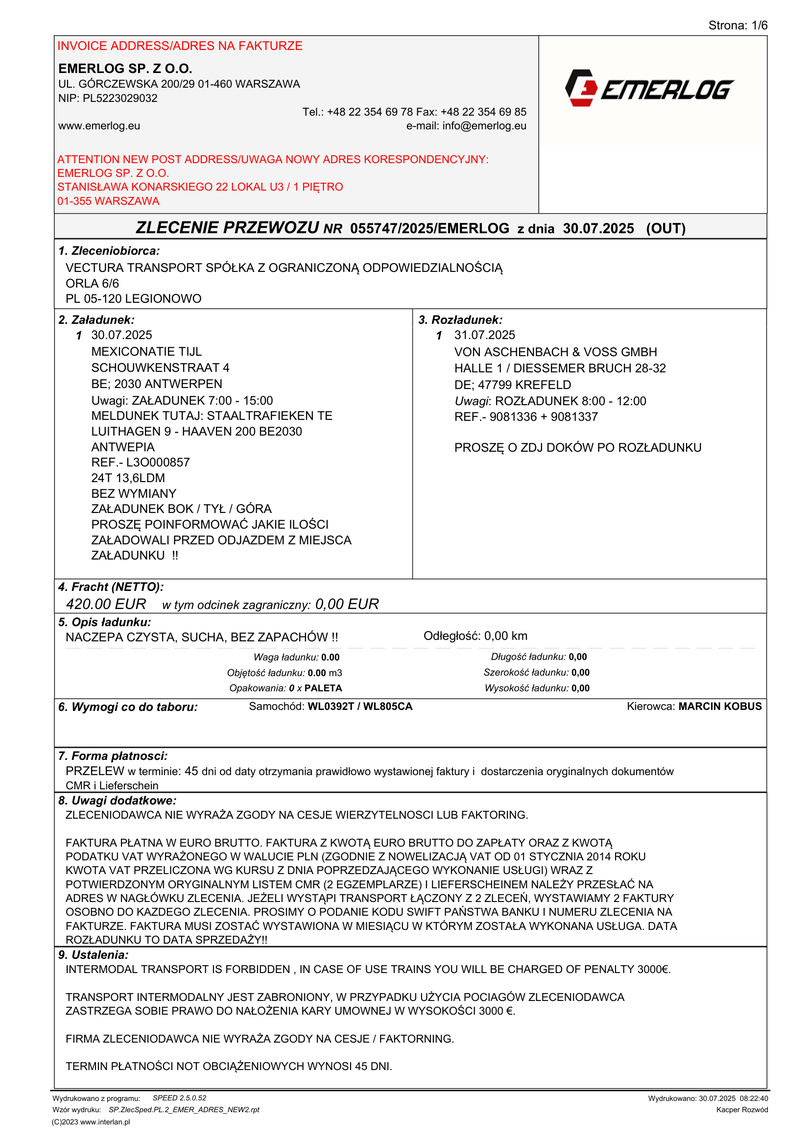 Strona: 1/6
INVOICE ADDRESS/ADRES NA FAKTURZE
EMERLOG SP. Z O.O.
UL. GÓRCZEWSKA 200/29 01-460 WARSZAWA
NIP: PL5223029032
Tel.: +48 22 354 69 78 Fax: +48 22 354 69 85
www.emerlog.eu e-mail: info@emerlog.eu
ATTENTION NEW POST ADDRESS/UWAGA NOWY ADRES KORESPONDENCYJNY:
EMERLOG SP. Z O.O.
STANISŁAWA KONARSKIEGO 22 LOKAL U3 / 1 PIĘTRO
01-355 WARSZAWA
EMERLOG
ZLECENIE PRZEWOZU NR 055747/2025/EMERLOG z dnia 30.07.2025 (OUT)
1. Zleceniobiorca:
VECTURA TRANSPORT SPÓŁKA Z OGRANICZONĄ ODPOWIEDZIALNOŚCIĄ
ORLA 6/6
PL 05-120 LEGIONOWO
2. Załadunek:
1 30.07.2025
MEXICONATIE TIJL
SCHOUWKENSTRAAT 4
BE; 2030 ANTWERPEN
Uwagi: ZAŁADUNEK 7:00 - 15:00
MELDUNEK TUTAJ: STAALTRAFIEKEN TE
LUITHAGEN 9 - HAAVEN 200 BE2030
ANTWEPIA
REF.- L3O000857
24T 13,6LDM
BEZ WYMIANY
ZAŁADUNEK BOK / TYŁ / GÓRA
PROSZĘ POINFORMOWAĆ JAKIE ILOŚCI
ZAŁADOWALI PRZED ODJAZDEM Z MIEJSCA
ZAŁADUNKU !!
3. Rozładunek:
1 31.07.2025
VON ASCHENBACH & VOSS GMBH
HALLE 1 / DIESSEMER BRUCH 28-32
DE; 47799 KREFELD
Uwagi: ROZŁADUNEK 8:00 - 12:00
REF.- 9081336 + 9081337
PROSZĘ O ZDJ DOKÓW PO ROZŁADUNKU
4. Fracht (NETTO):
420.00 EUR w tym odcinek zagraniczny: 0,00 EUR
5. Opis ładunku:
NACZEPA CZYSTA, SUCHA, BEZ ZAPACHÓW !! Odległość: 0,00 km
Waga ładunku: 0.00 Długość ładunku: 0,00
Objętość ładunku: 0.00 m3 Szerokość ładunku: 0,00
Opakowania: 0 x PALETA Wysokość ładunku: 0,00
6. Wymogi co do taboru: Samochód: WL0392T / WL805CA Kierowca: MARCIN KOBUS
7. Forma płatnosci:
PRZELEW w terminie: 45 dni od daty otrzymania prawidłowo wystawionej faktury i dostarczenia oryginalnych dokumentów
CMR i Lieferschein
8. Uwagi dodatkowe:
ZLECENIODAWCA NIE WYRAŻA ZGODY NA CESJE WIERZYTELNOSCI LUB FAKTORING.
FAKTURA PŁATNA W EURO BRUTTO. FAKTURA Z KWOTĄ EURO BRUTTO DO ZAPŁATY ORAZ Z KWOTĄ
PODATKU VAT WYRAŻONEGO W WALUCIE PLN (ZGODNIE Z NOWELIZACJĄ VAT OD 01 STYCZNIA 2014 ROKU
KWOTA VAT PRZELICZONA WG KURSU Z DNIA POPRZEDZAJĄCEGO WYKONANIE USŁUGI) WRAZ Z
POTWIERDZONYM ORYGINALNYM LISTEM CMR (2 EGZEMPLARZE) I LIEFERSCHEINEM NALEŻY PRZESŁAĆ NA
ADRES W NAGŁÓWKU ZLECENIA. JEŻELI WYSTĄPI TRANSPORT ŁĄCZONY Z 2 ZLECEŃ, WYSTAWIAMY 2 FAKTURY
OSOBNO DO KAZDEGO ZLECENIA. PROSIMY O PODANIE KODU SWIFT PAŃSTWA BANKU I NUMERU ZLECENIA NA
FAKTURZE. FAKTURA MUSI ZOSTAĆ WYSTAWIONA W MIESIĄCU W KTÓRYM ZOSTAŁA WYKONANA USŁUGA. DATA
ROZŁADUNKU TO DATA SPRZEDAŻY!!
9. Ustalenia:
INTERMODAL TRANSPORT IS FORBIDDEN , IN CASE OF USE TRAINS YOU WILL BE CHARGED OF PENALTY 3000€.
TRANSPORT INTERMODALNY JEST ZABRONIONY, W PRZYPADKU UŻYCIA POCIAGÓW ZLECENIODAWCA
ZASTRZEGA SOBIE PRAWO DO NAŁOŻENIA KARY UMOWNEJ W WYSOKOŚCI 3000 €.
FIRMA ZLECENIODAWCA NIE WYRAŻA ZGODY NA CESJE / FAKTORNING.
TERMIN PŁATNOŚCI NOT OBCIĄŻENIOWYCH WYNOSI 45 DNI.
Wydrukowano z programu: SPEED 2.5.0.52 Wydrukowano: 30.07.2025 08:22:40
Wzór wydruku: SP.ZlecSped.PL.2_EMER_ADRES_NEW2.rpt Kacper Rozwód
(C)2023 www.interlan.pl